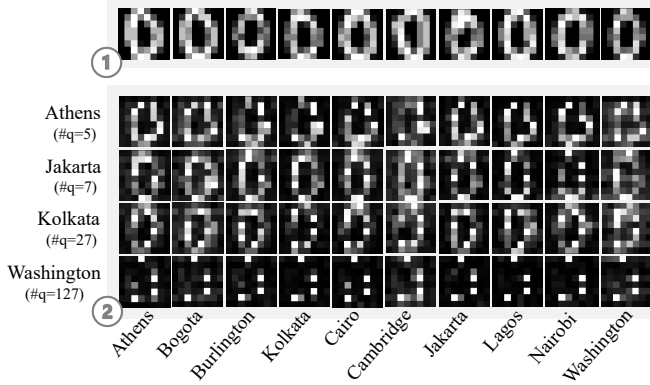 1
Athens
(#q=5)
Jakarta
(#q=7)
Kolkata
(#q=27)
Washington
(#q=127)
2
Athens
Bogota
Burlington
Kolkata
Cairo
Cambridge
Jakarta
Lagos
Nairobi
Washington